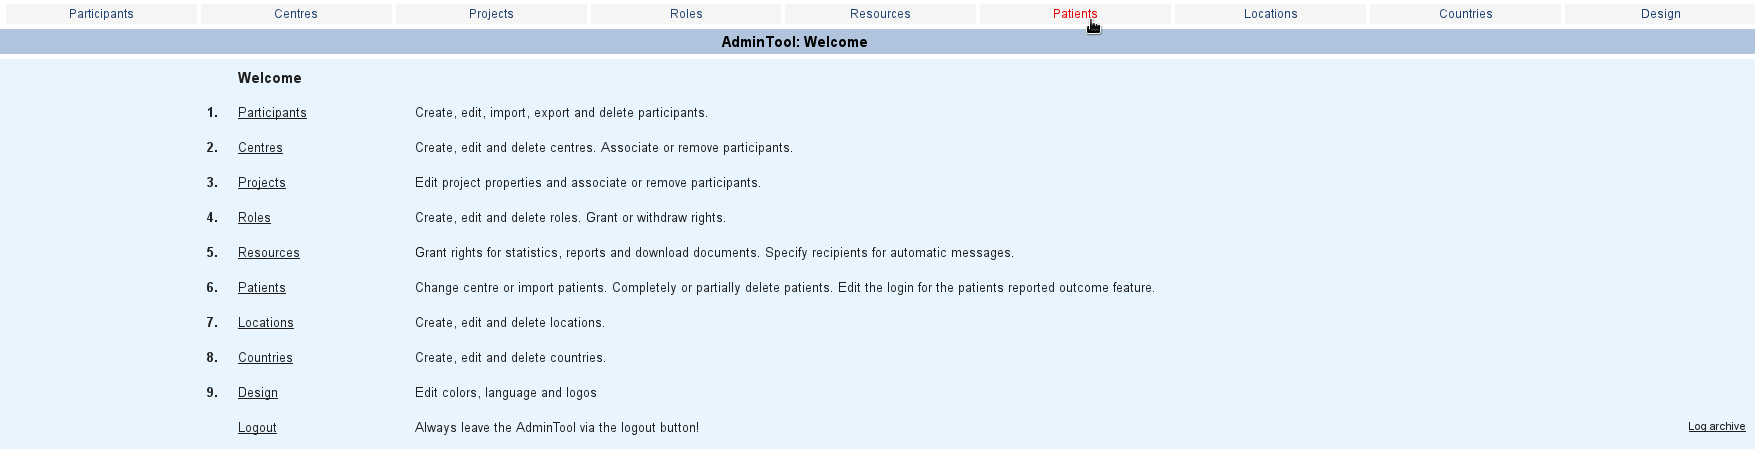 Participants Centres Projects Roles Resources Patients Locations Countries Design
AdminTool: Welcome
Welcome
1. Participants Create, edit, import, export and delete participants.
2. Centres Create, edit and delete centres. Associate or remove participants.
3. Projects Edit project properties and associate or remove participants.
4. Roles Create, edit and delete roles. Grant or withdraw rights.
5. Resources Grant rights for statistics, reports and download documents. Specify recipients for automatic messages.
6. Patients Change centre or import patients. Completely or partially delete patients. Edit the login for the patients reported outcome feature.
7. Locations Create, edit and delete locations.
8. Countries Create, edit and delete countries.
9. Design Edit colors, language and logos
Logout Always leave the AdminTool via the logout button!
Log archive